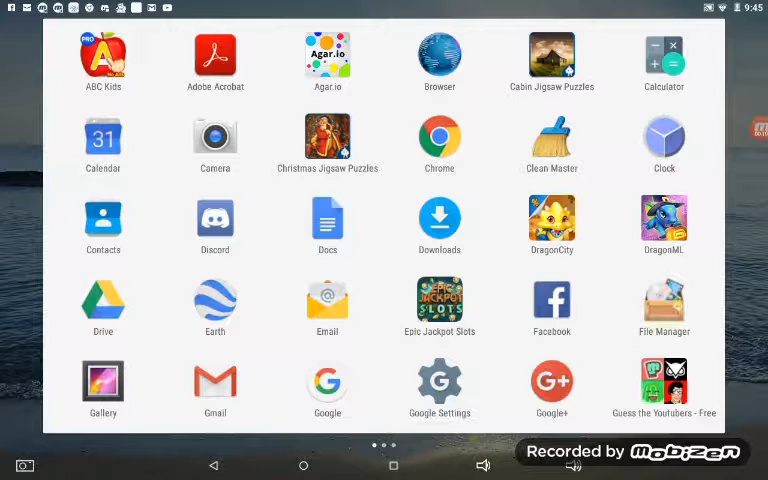 9:45
PRO
ABC Kids
Adobe Acrobat
Agar.io
Agar.io
Browser
Cabin Jigsaw Puzzles
Calculator
31
Calendar
Camera
Christmas Jigsaw Puzzles
Chrome
Clean Master
Clock
Contacts
Discord
Docs
Downloads
DragonCity
DragonML
Drive
Earth
Email
EPIC JACKPOT SLOTS
Epic Jackpot Slots
Facebook
File Manager
Gallery
Gmail
Google
Google Settings
Google+
Guess the Youtubers - Free
Recorded by Mobizen